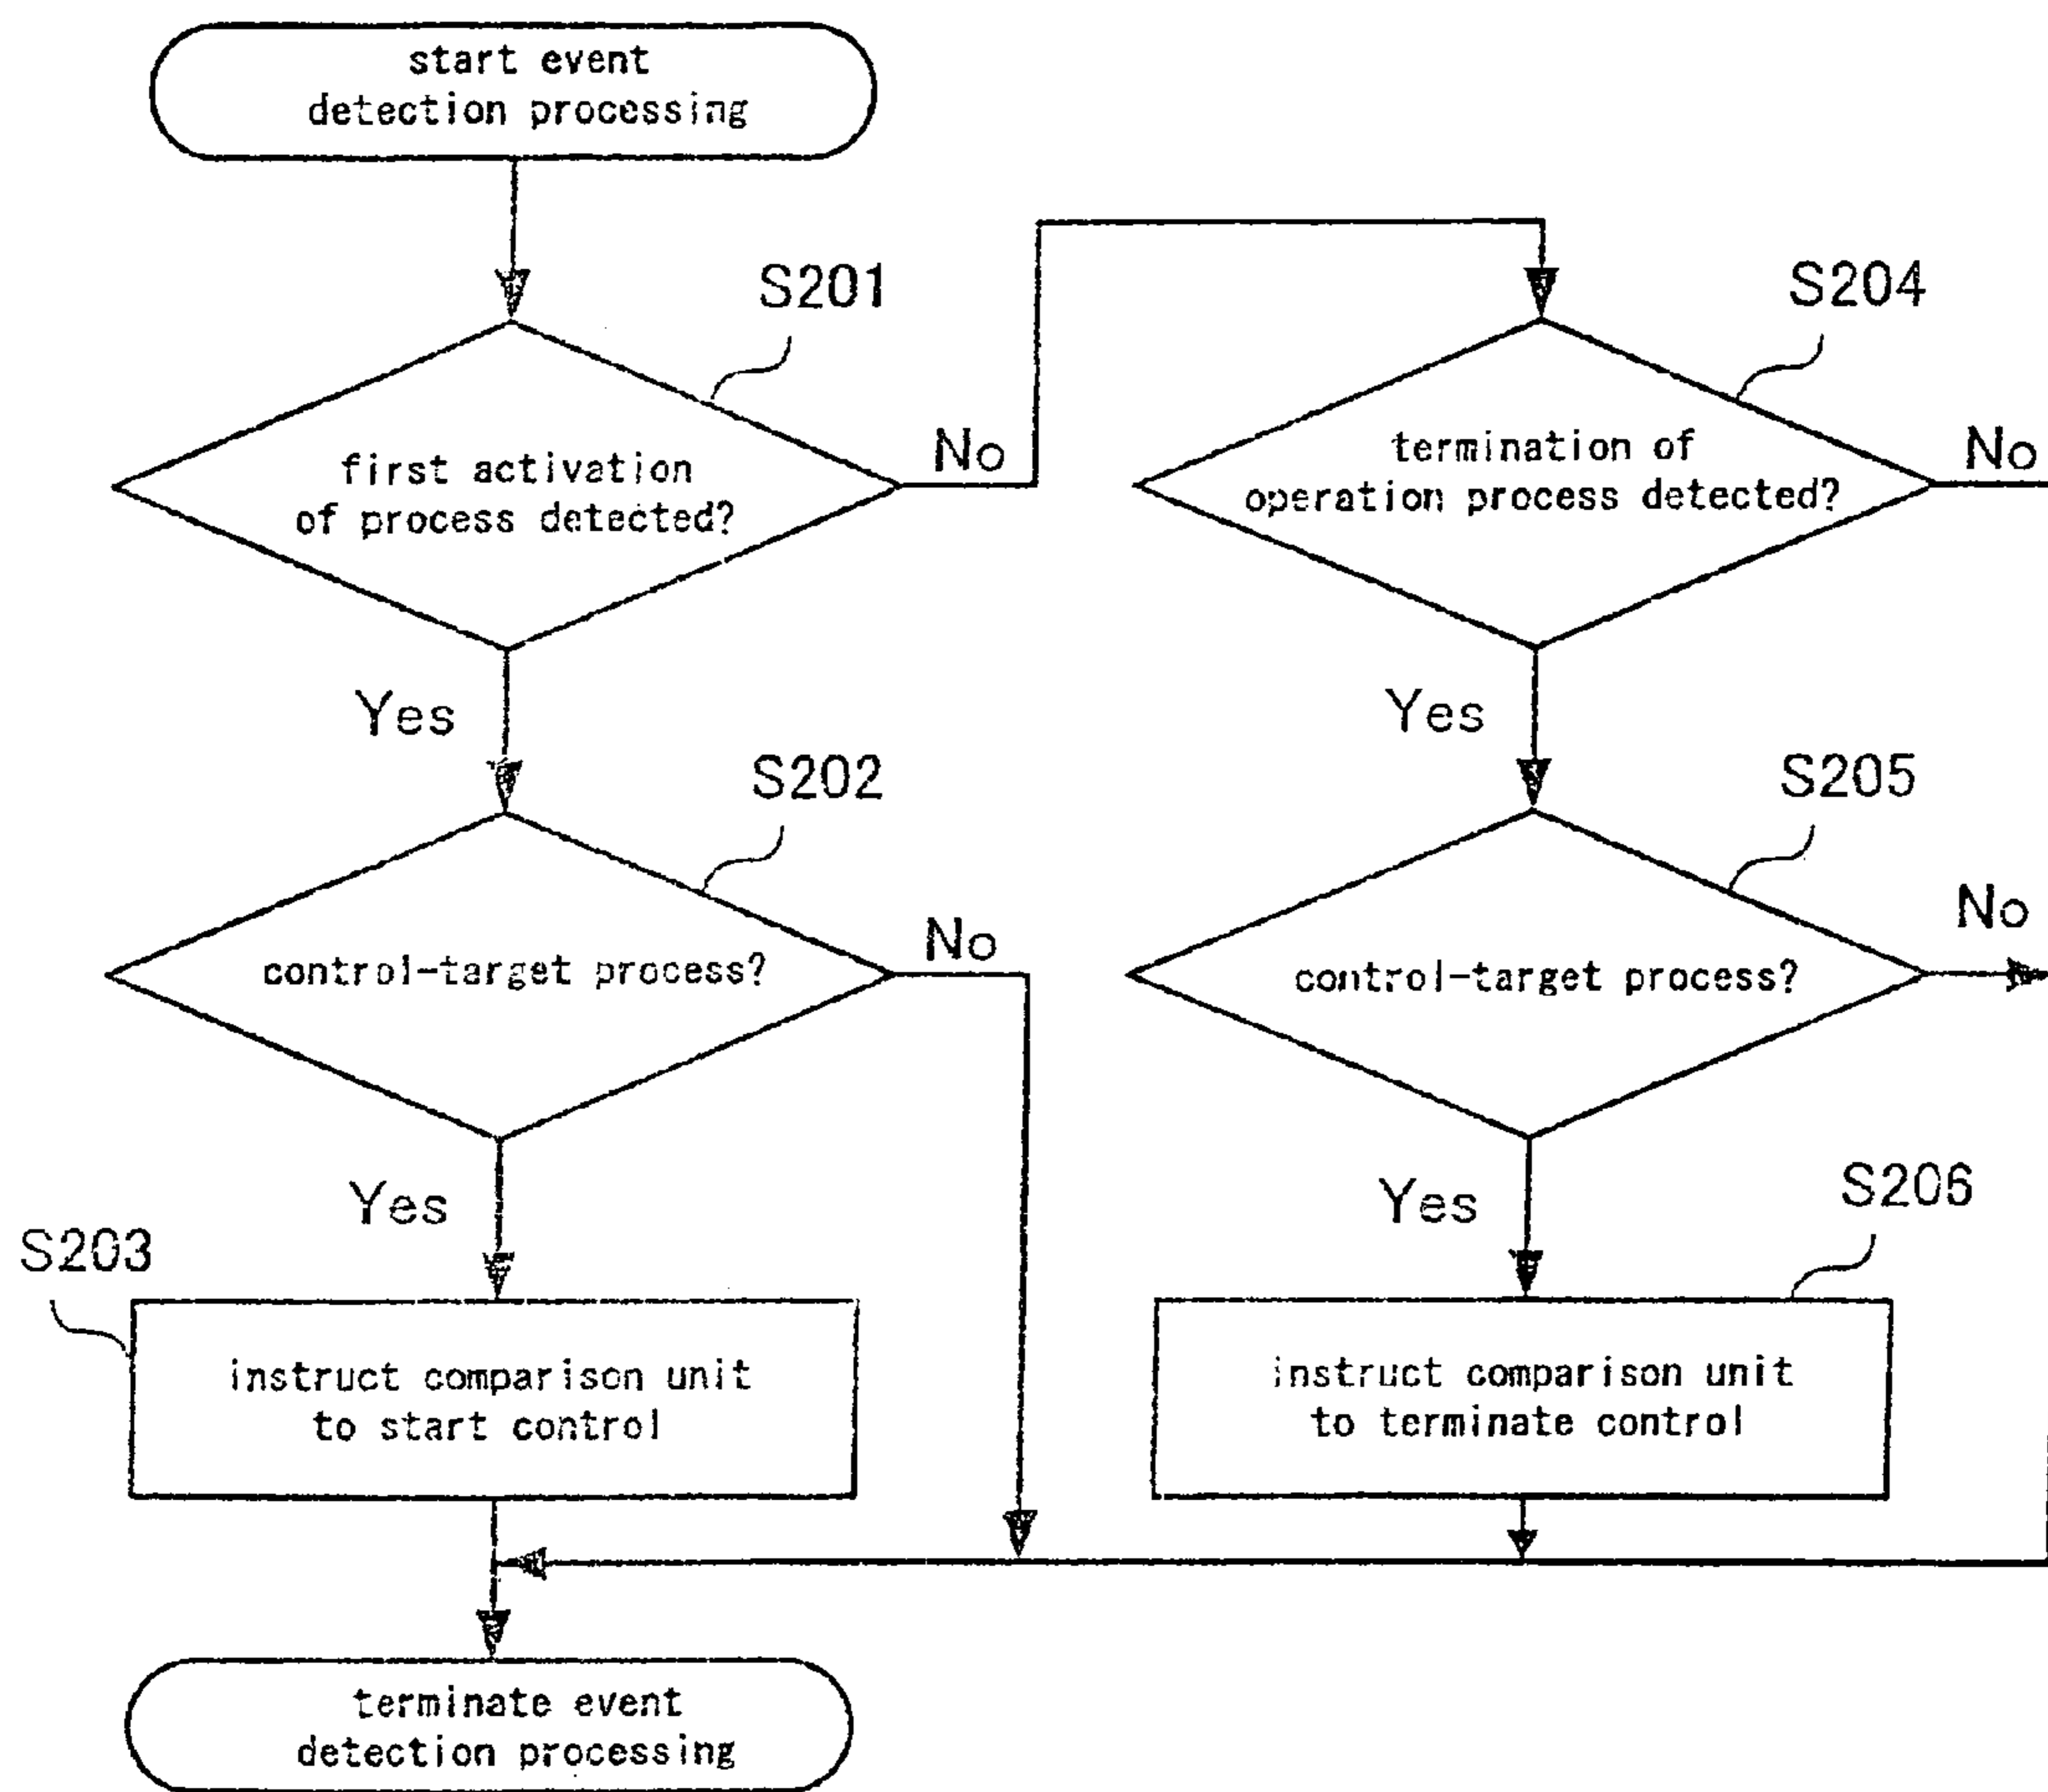 start event
detection processing
S201
first activation
of process detected?
No
Yes
S202
control-target process?
No
Yes
S203
instruct comparison unit
to start control
S204
termination of
operation process detected?
No
Yes
S205
control-target process?
No
Yes
S206
instruct comparison unit
to terminate control
terminate event
detection processing